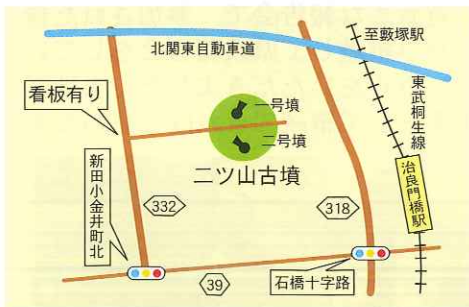 北関東自動車道
至藪塚駅
東武桐生線
看板有り
一号墳
二号墳
二ツ山古墳
新田小金井町北
332
318
治良門橋駅
39
石橋十字路